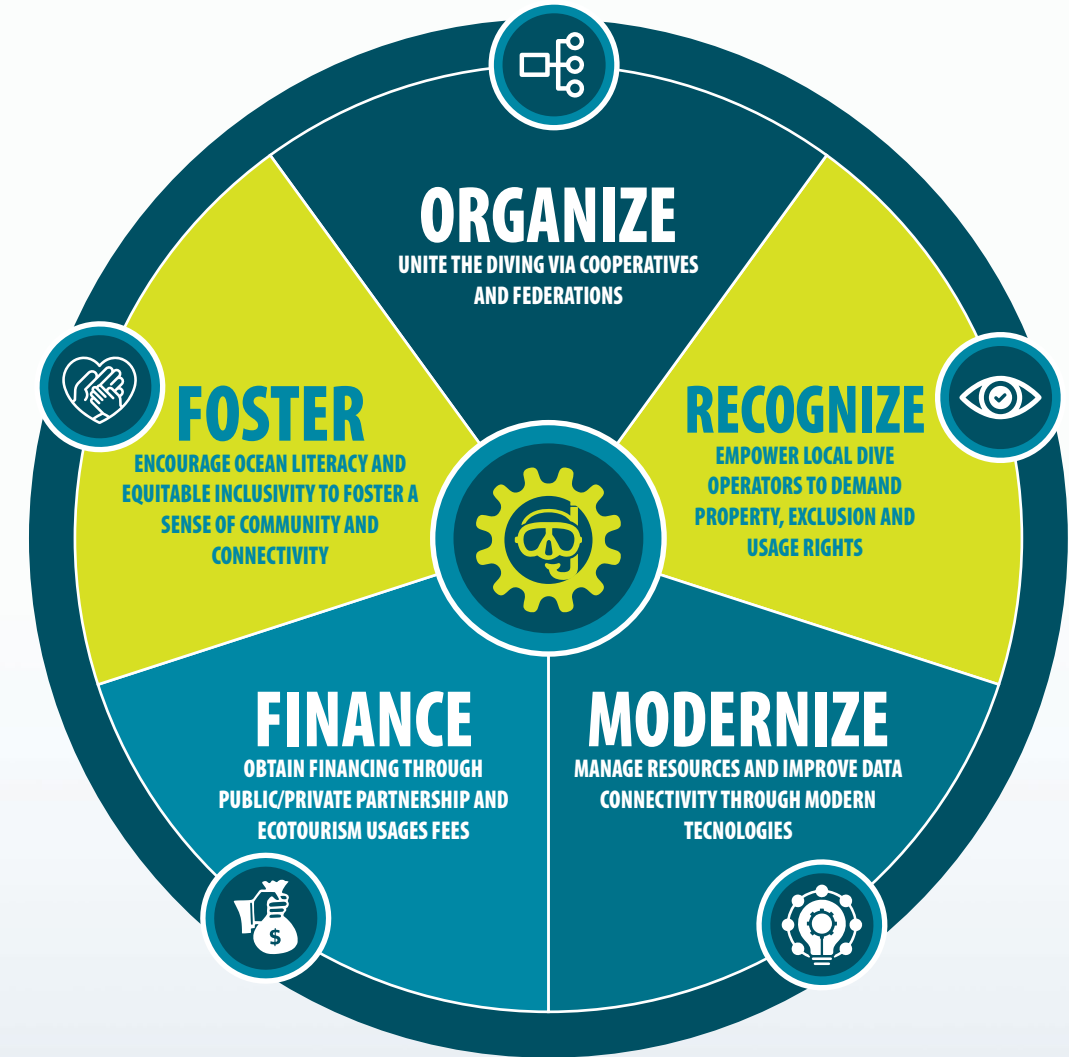 ORGANIZE
UNITE THE DIVING VIA COOPERATIVES
AND FEDERATIONS
RECOGNIZE
EMPOWER LOCAL DIVE
OPERATORS TO DEMAND
PROPERTY, EXCLUSION AND
USAGE RIGHTS
MODERNIZE
MANAGE RESOURCES AND IMPROVE DATA
CONNECTIVITY THROUGH MODERN
TECNOLOGIES
FINANCE
OBTAIN FINANCING THROUGH
PUBLIC/PRIVATE PARTNERSHIP AND
ECOTOURISM USAGES FEES
$
FOSTER
ENCOURAGE OCEAN LITERACY AND
EQUITABLE INCLUSIVITY TO FOSTER A
SENSE OF COMMUNITY AND
CONNECTIVITY